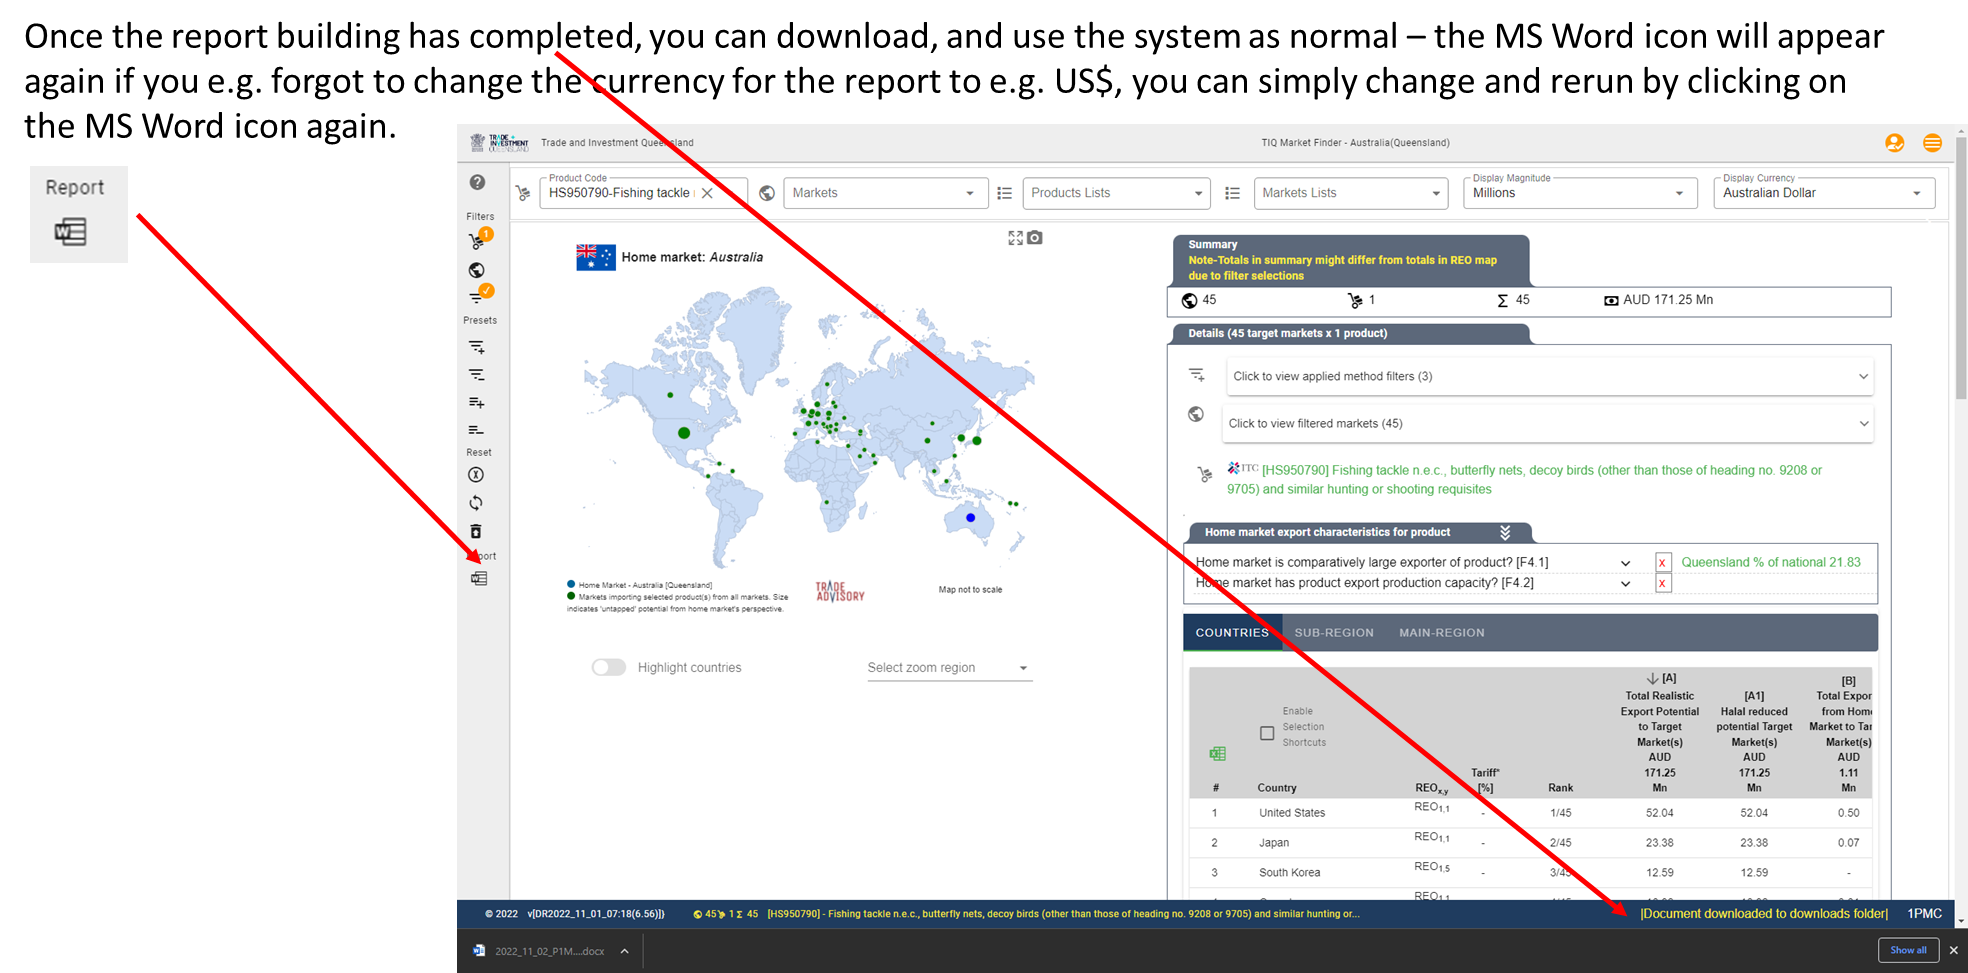 Once the report building has completed, you can download, and use the system as normal – the MS Word icon will appear
again if you e.g. forgot to change the currency for the report to e.g. US$, you can simply change and rerun by clicking on
the MS Word icon again.
Report
TRADE +
INVESTMENT
QUEENSLAND
Trade and Investment Queensland
TIQ Market Finder - Australia(Queensland)
Product Code
HS950790-Fishing tackle
Markets
Products Lists
Markets Lists
Display Magnitude
Millions
Display Currency
Australian Dollar
Filters
1
Presets
Reset
Home market: Australia
Summary
Note-Totals in summary might differ from totals in REO map
due to filter selections
45 1 Σ 45 AUD 171.25 Mn
Details (45 target markets x 1 product)
Click to view applied method filters (3)
Click to view filtered markets (45)
ITC [HS950790] Fishing tackle n.e.c., butterfly nets, decoy birds (other than those of heading no. 9208 or
9705) and similar hunting or shooting requisites
Home market export characteristics for product
Home market is comparatively large exporter of product? [F4.1] x Queensland % of national 21.83
Home market has product export production capacity? [F4.2] x
Home Market - Australia [Queensland]
Markets importing selected product(s) from all markets. Size
indicates 'untapped' potential from home market's perspective.
TRADE
ADVISORY
Map not to scale
Highlight countries
Select zoom region
COUNTRIES SUB-REGION MAIN-REGION
Enable
Selection
Shortcuts
# Country REOx,y
Tariff*
[%]
Rank
[A]
Total Realistic
Export Potential
to Target
Market(s)
AUD
171.25
Mn
[A1]
Halal reduced
potential Target
Market(s)
AUD
171.25
Mn
[B]
Total Expor
from Hom
Market to Tar
Market(s)
AUD
1.11
Mn
1 United States REO1,1 - 1/45 52.04 52.04 0.50
2 Japan REO1,1 - 2/45 23.38 23.38 0.07
3 South Korea REO1,5 - 3/45 12.59 12.59 -
REO1,1
© 2022 v[DR2022_11_01_07:18(6.56)]} 45 1 Σ 45 [HS950790] - Fishing tackle n.e.c., butterfly nets, decoy birds (other than those of heading no. 9208 or 9705) and similar hunting or... |Document downloaded to downloads folder| 1PMC
2022_11_02_P1M....docx
Show all